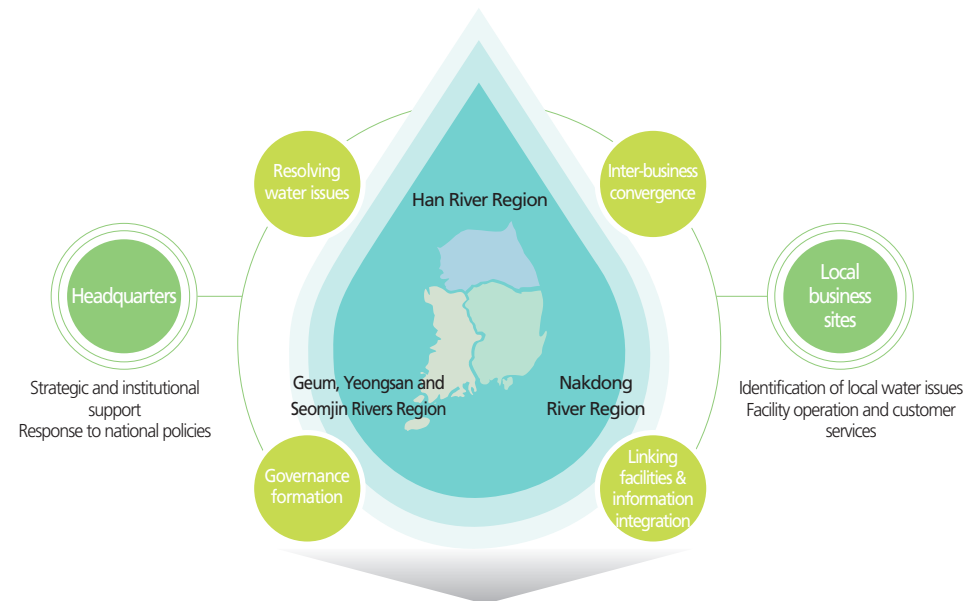 Resolving
water issues
Inter-business
convergence
Han River Region
Headquarters
Local
business
sites
Strategic and institutional
support
Response to national policies
Geum, Yeongsan and
Seomjin Rivers Region
Nakdong
River Region
Identification of local water issues
Facility operation and customer
services
Governance
formation
Linking
facilities &
information
integration